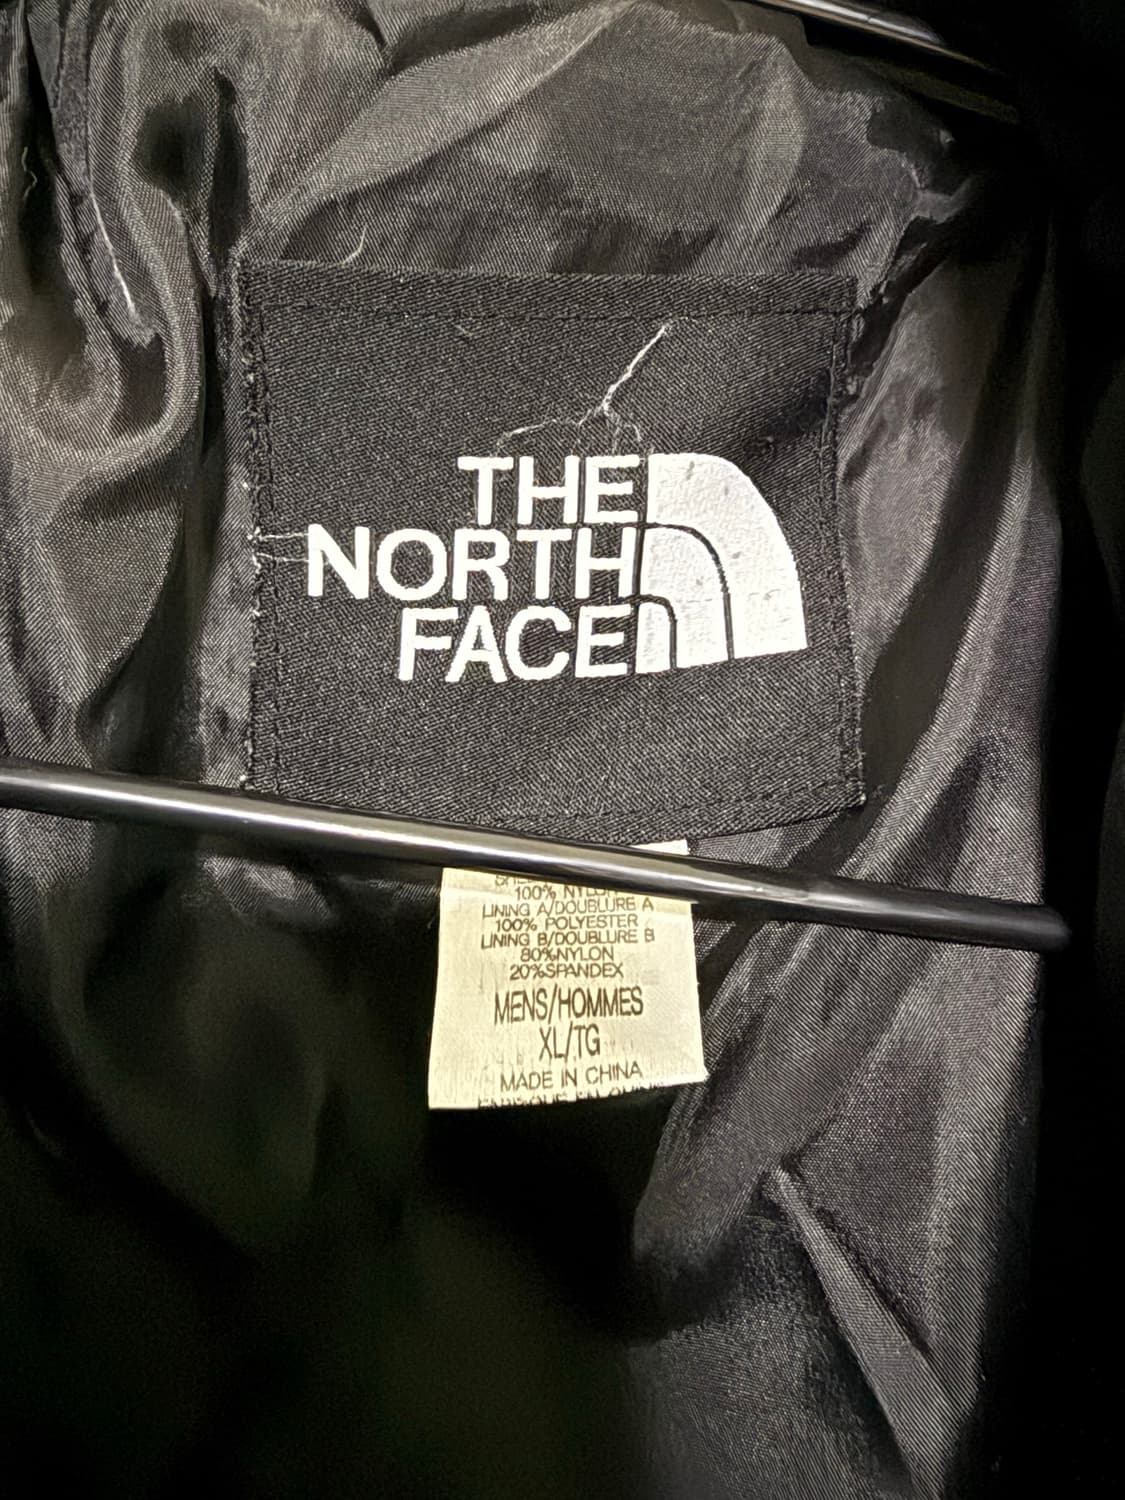 THE
NORTH
FACE
100% NYLON
LINING A/DOUBLURE A
100% POLYESTER
LINING B/DOUBLURE B
80%NYLON
20%SPANDEX
MENS/HOMMES
XL/TG
MADE IN CHINA